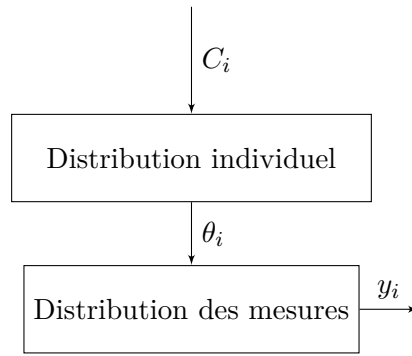 C_i
Distribution individuel
θ_i
Distribution des mesures
y_i